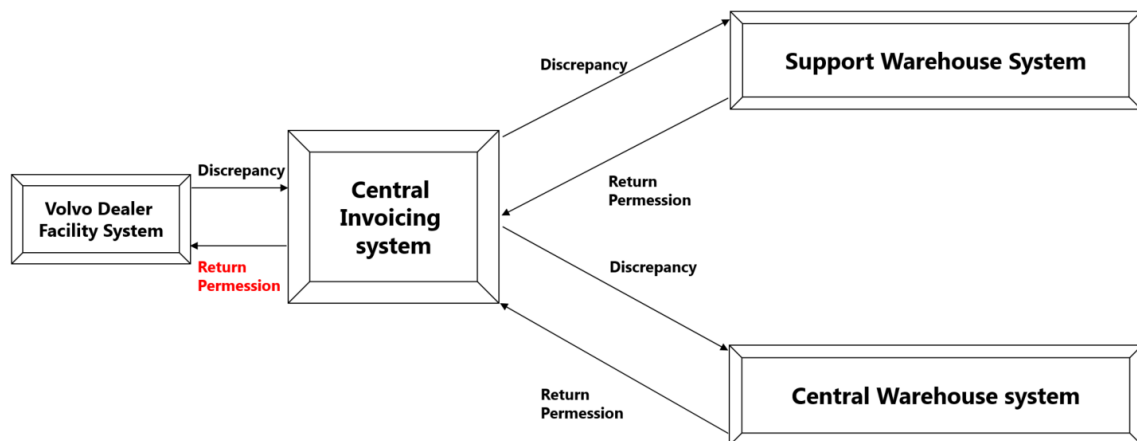 Discrepancy
Support Warehouse System
Discrepancy
Central
Invoicing
system
Return
Permession
Volvo Dealer
Facility System
Return
Permession
Discrepancy
Return
Permession
Central Warehouse system